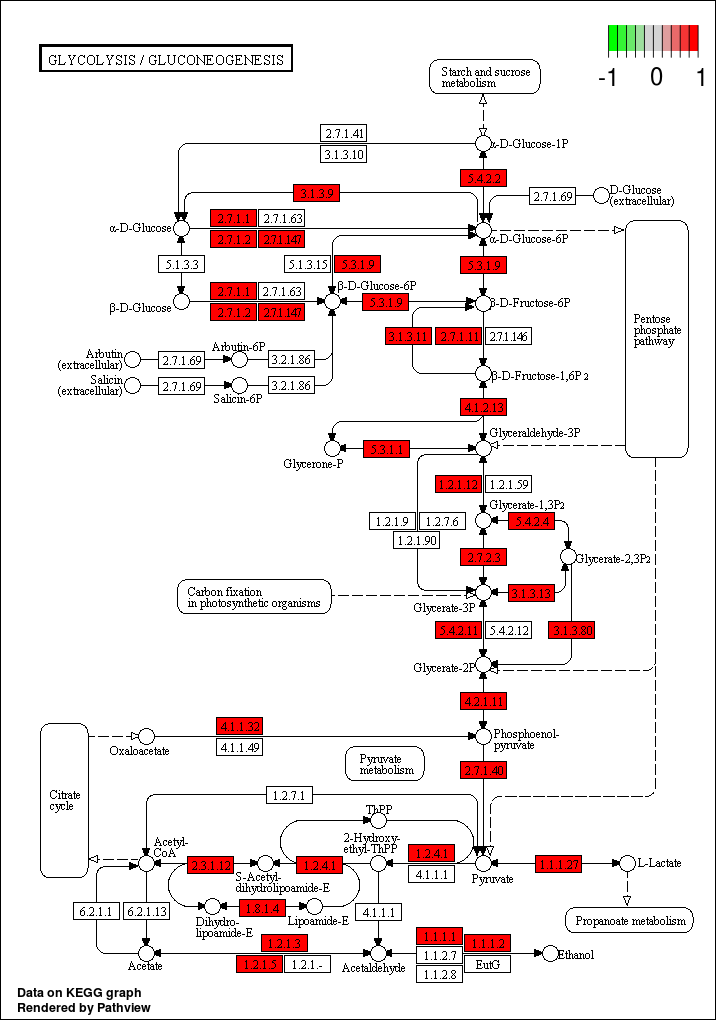 GLYCOLYSIS / GLUCONEOGENESIS
-1 0 1
Starch and sucrose
metabolism
2.7.1.41
3.1.3.10
α-D-Glucose-1P
5.4.2.2
3.1.3.9
2.7.1.69
D-Glucose
(extracellular)
α-D-Glucose
2.7.1.1
2.7.1.63
2.7.1.2
2.7.1.147
α-D-Glucose-6P
5.1.3.3
5.1.3.15
5.3.1.9
5.3.1.9
β-D-Glucose
2.7.1.1
2.7.1.63
2.7.1.2
2.7.1.147
β-D-Glucose-6P
5.3.1.9
β-D-Fructose-6P
Pentose
phosphate
pathway
3.1.3.11
2.7.1.11
2.7.1.146
Arbutin
(extracellular)
2.7.1.69
Arbutin-6P
3.2.1.86
Salicin
(extracellular)
2.7.1.69
Salicin-6P
3.2.1.86
β-D-Fructose-1,6P2
4.1.2.13
Glyceraldehyde-3P
5.3.1.1
Glycerone-P
1.2.1.12
1.2.1.59
Glycerate-1,3P2
1.2.1.9
1.2.7.6
1.2.1.90
5.4.2.4
2.7.2.3
Glycerate-2,3P2
Carbon fixation
in photosynthetic organisms
3.1.3.13
Glycerate-3P
5.4.2.11
5.4.2.12
3.1.3.80
Glycerate-2P
4.2.1.11
4.1.1.32
4.1.1.49
Oxaloacetate
Phosphoenol-
pyruvate
Pyruvate
metabolism
2.7.1.40
Citrate
cycle
1.2.7.1
ThPP
2-Hydroxy-
ethyl-ThPP
Acetyl-
CoA
2.3.1.12
S-Acetyl-
dihydrolipoamide-E
1.2.4.1
1.2.4.1
4.1.1.1
Pyruvate
1.1.1.27
L-Lactate
6.2.1.1
6.2.1.13
1.8.1.4
Dihydro-
lipoamide-E
Lipoamide-E
4.1.1.1
Propanoate metabolism
Acetate
1.2.1.3
1.2.1.5
1.2.1.-
Acetaldehyde
1.1.1.1
1.1.1.2
1.1.2.7
EutG
1.1.2.8
Ethanol
Data on KEGG graph
Rendered by Pathview